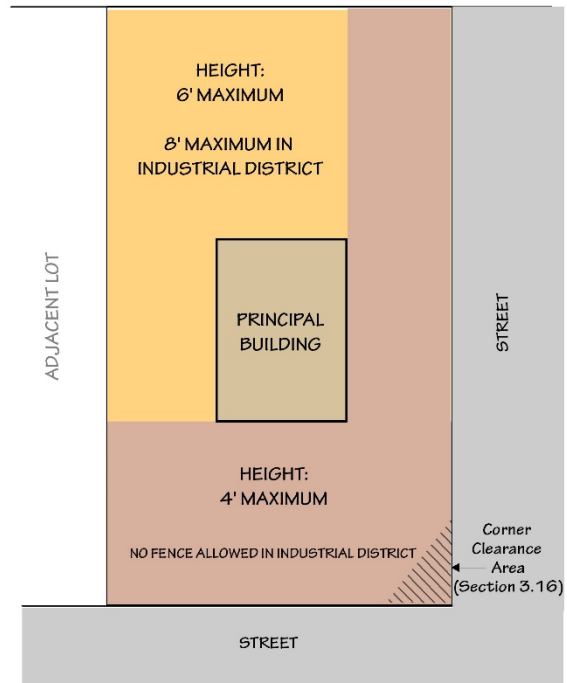 HEIGHT:
6' MAXIMUM
8' MAXIMUM IN
INDUSTRIAL DISTRICT
ADJACENT LOT
PRINCIPAL
BUILDING
STREET
HEIGHT:
4' MAXIMUM
NO FENCE ALLOWED IN INDUSTRIAL DISTRICT
Corner
Clearance
Area
(Section 3.16)
STREET